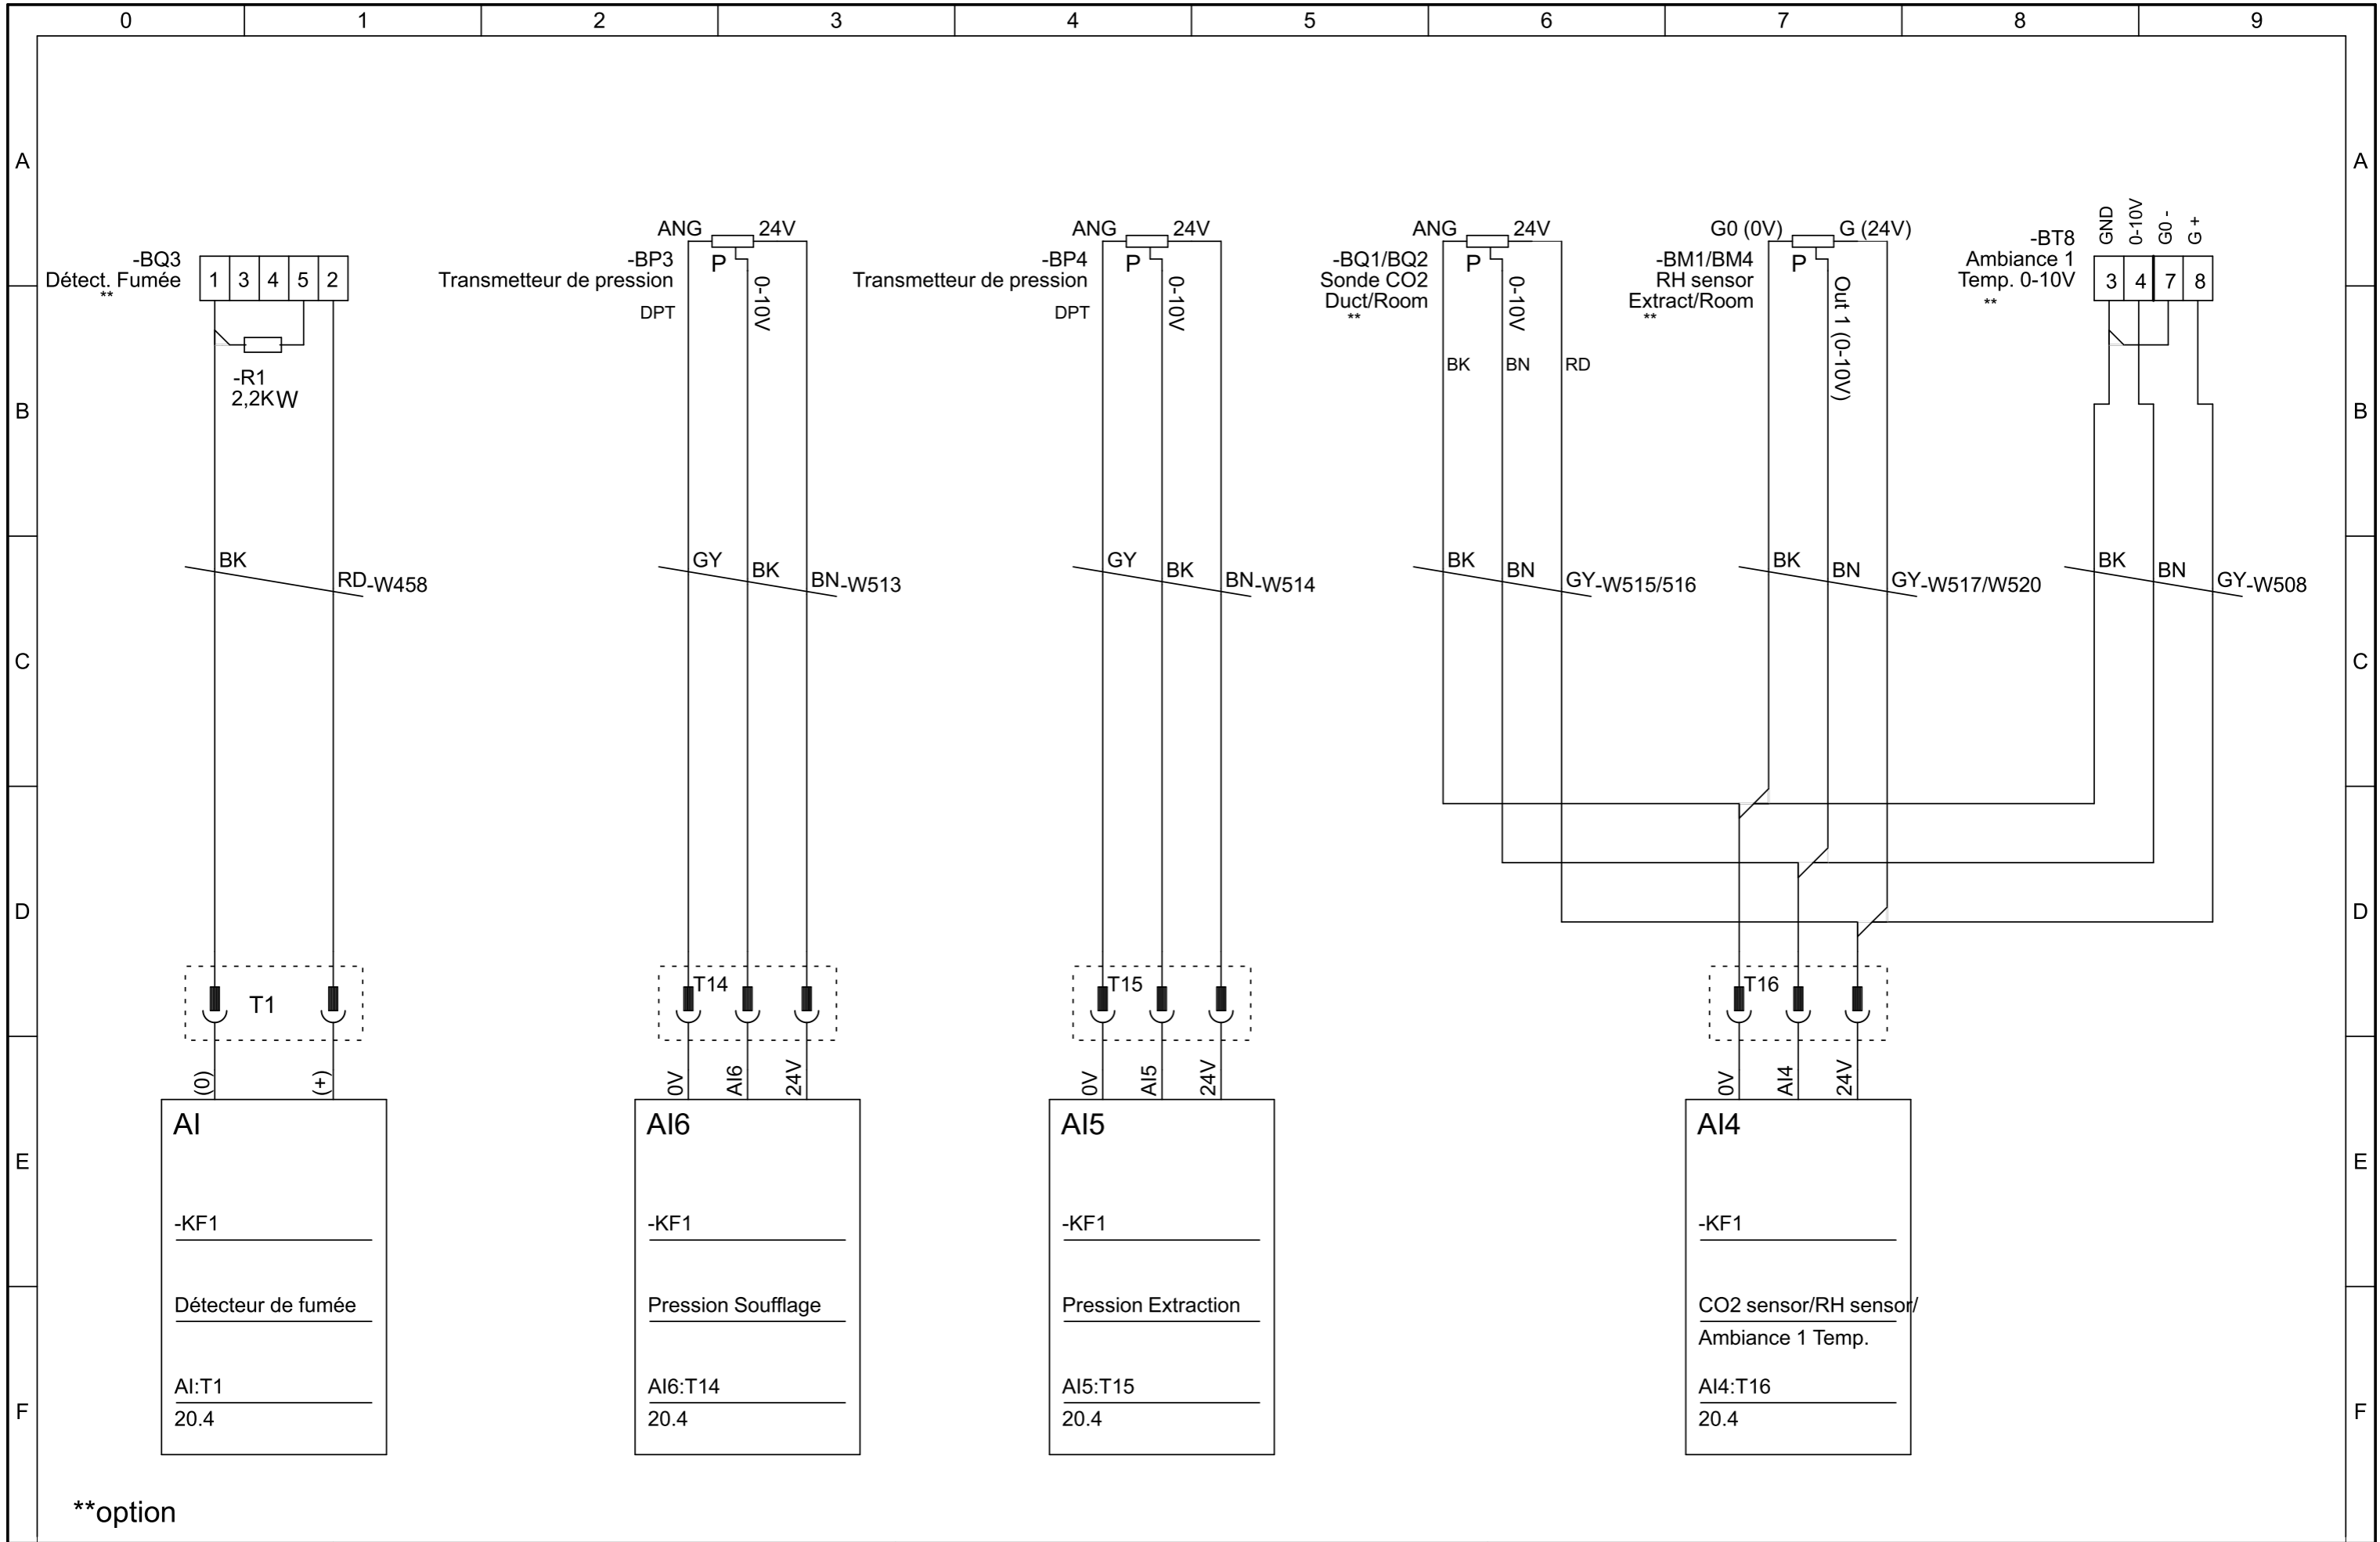 0 1 2 3 4 5 6 7 8 9
A A
B B
C C
D D
E E
F F
-BQ3
Détect. Fumée
**
1 3 4 5 2
-R1
2,2KW
BK
RD -W458
T1
(0) (+)
AI
-KF1
Détecteur de fumée
AI:T1
20.4
ANG 24V
-BP3
Transmetteur de pression
DPT
P
0-10V
GY BK BN -W513
T14
0V AI6 24V
AI6
-KF1
Pression Soufflage
AI6:T14
20.4
ANG 24V
-BP4
Transmetteur de pression
DPT
P
0-10V
GY BK BN -W514
T15
0V AI5 24V
AI5
-KF1
Pression Extraction
AI5:T15
20.4
ANG 24V
-BQ1/BQ2
Sonde CO2
Duct/Room
**
P
0-10V
BK BN RD
BK BN GY -W515/516
G0 (0V) G (24V)
-BM1/BM4
RH sensor
Extract/Room
**
P
Out 1 (0-10V)
BK BN GY -W517/W520
-BT8
Ambiance 1
Temp. 0-10V
**
GND 0-10V G0 - G +
3 4 7 8
BK BN GY -W508
T16
0V AI4 24V
AI4
-KF1
CO2 sensor/RH sensor/
Ambiance 1 Temp.
AI4:T16
20.4
**option